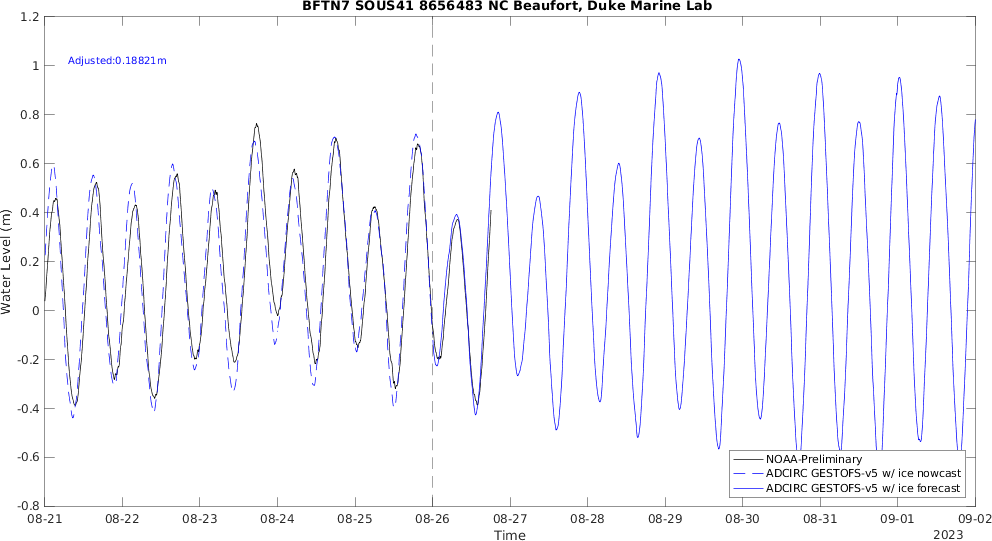 BFTN7 SOUS41 8656483 NC Beaufort, Duke Marine Lab
Adjusted:0.18821m
Water Level (m)
1.2
1
0.8
0.6
0.4
0.2
0
-0.2
-0.4
-0.6
-0.8
NOAA-Preliminary
ADCIRC GESTOFS-v5 w/ ice nowcast
ADCIRC GESTOFS-v5 w/ ice forecast
08-21 08-22 08-23 08-24 08-25 08-26 08-27 08-28 08-29 08-30 08-31 09-01 09-02
Time
2023